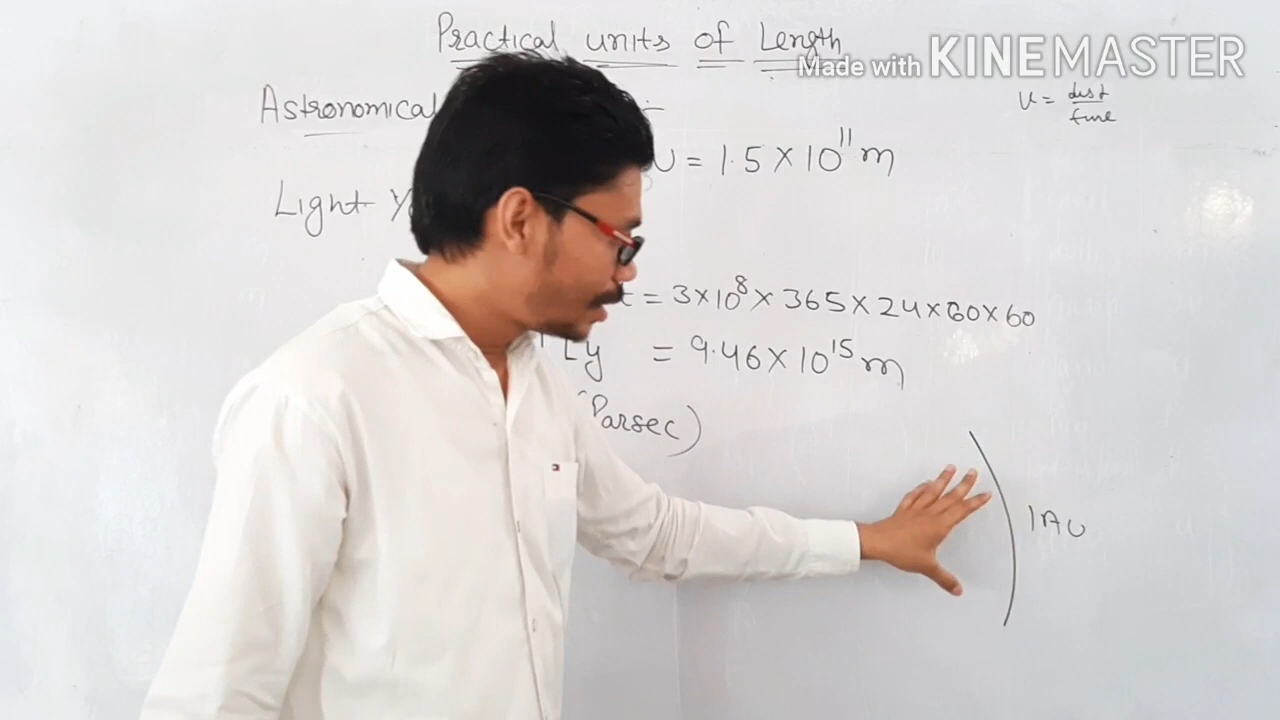 Practical units of Length
Made with KINEMASTER
Astronomical
v = dist / time
U = 1.5 × 10¹¹ m
Light Y
t = 3×10⁸ × 365 × 24 × 60 × 60
1 Ly = 9.46 × 10¹⁵ m
(Parsec)
1AU